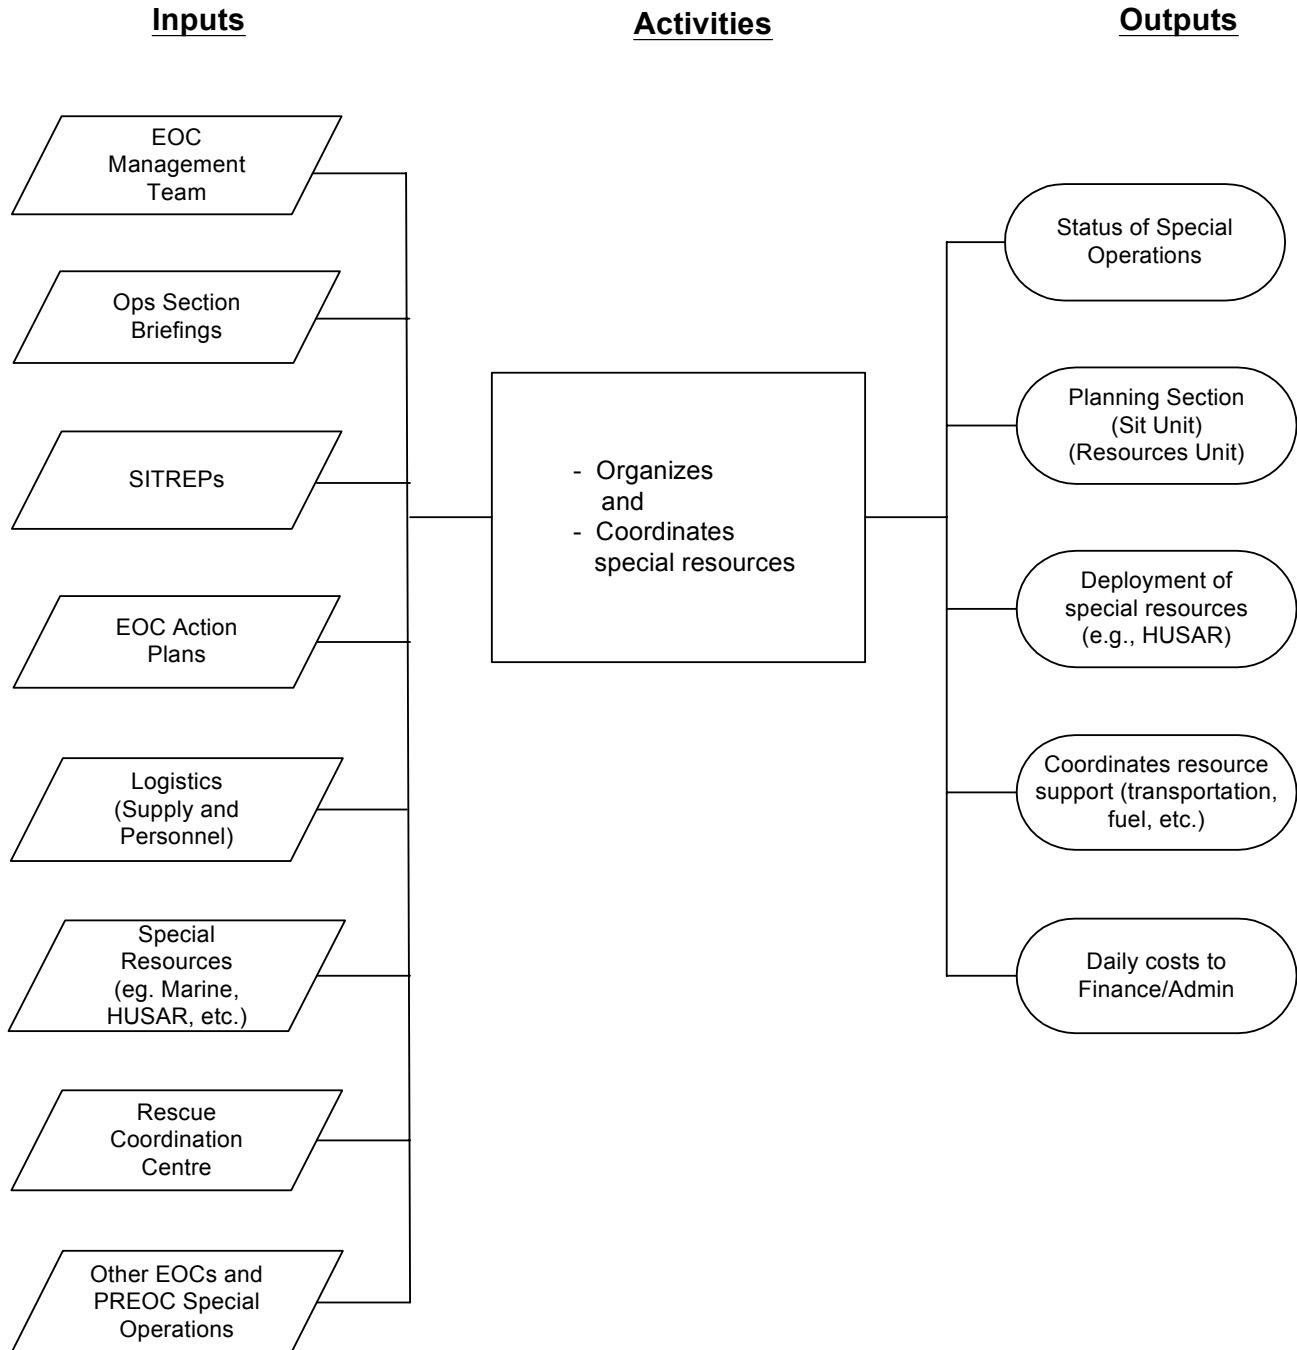 Inputs
Activities
Outputs
EOC
Management
Team
Ops Section
Briefings
SITREPs
EOC Action
Plans
Logistics
(Supply and
Personnel)
Special
Resources
(eg. Marine,
HUSAR, etc.)
Rescue
Coordination
Centre
Other EOCs and
PREOC Special
Operations
- Organizes
and
- Coordinates
special resources
Status of Special
Operations
Planning Section
(Sit Unit)
(Resources Unit)
Deployment of
special resources
(e.g., HUSAR)
Coordinates resource
support (transportation,
fuel, etc.)
Daily costs to
Finance/Admin